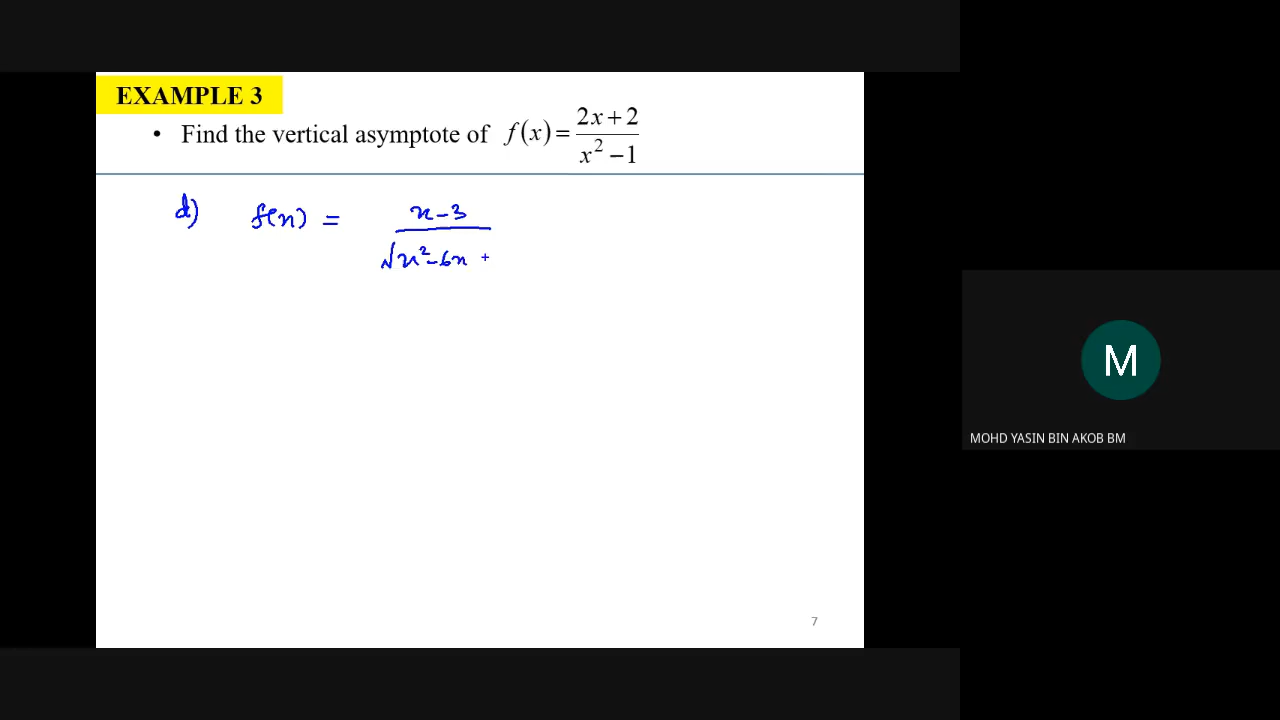 EXAMPLE 3
• Find the vertical asymptote of f(x) = (2x + 2)/(x² − 1)
d) f(x) = (x − 3)/(√x² − 6x +
M
MOHD YASIN BIN AKOB BM
7